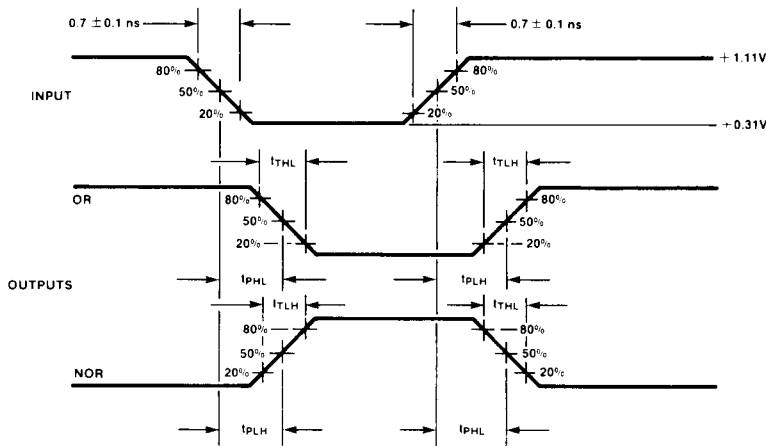 0.7 ± 0.1 ns 0.7 ± 0.1 ns
+ 1.11V
80% 80%
INPUT 50% 50%
20% 20%
+ 0.31V
tTHL tTLH
OR
80% 80%
50% 50%
20% 20%
OUTPUTS
tPHL tPLH
tTLH tTHL
80% 80%
50% 50%
NOR 20% 20%
tPLH tPHL